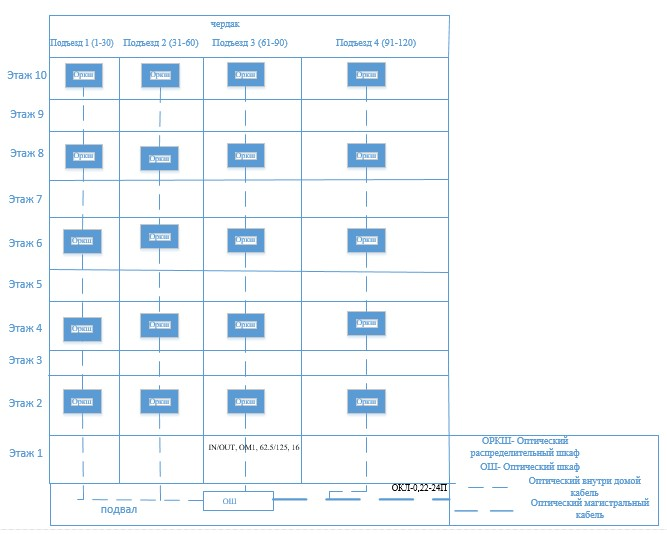 чердак
Подъезд 1 (1-30) Подъезд 2 (31-60) Подъезд 3 (61-90) Подъезд 4 (91-120)
Этаж 10 Оркш Оркш Оркш Оркш
Этаж 9
Этаж 8 Оркш Оркш Оркш Оркш
Этаж 7
Этаж 6 Оркш Оркш Оркш Оркш
Этаж 5
Этаж 4 Оркш Оркш Оркш Оркш
Этаж 3
Этаж 2 Оркш Оркш Оркш Оркш
Этаж 1 IN/OUT, OM1, 62.5/125, 16
ОКЛ-0,22-24П
подвал ОШ
ОРКШ- Оптический
распределительный шкаф
ОШ- Оптический шкаф
Оптический внутри домой
кабель
Оптический магистральный
кабель